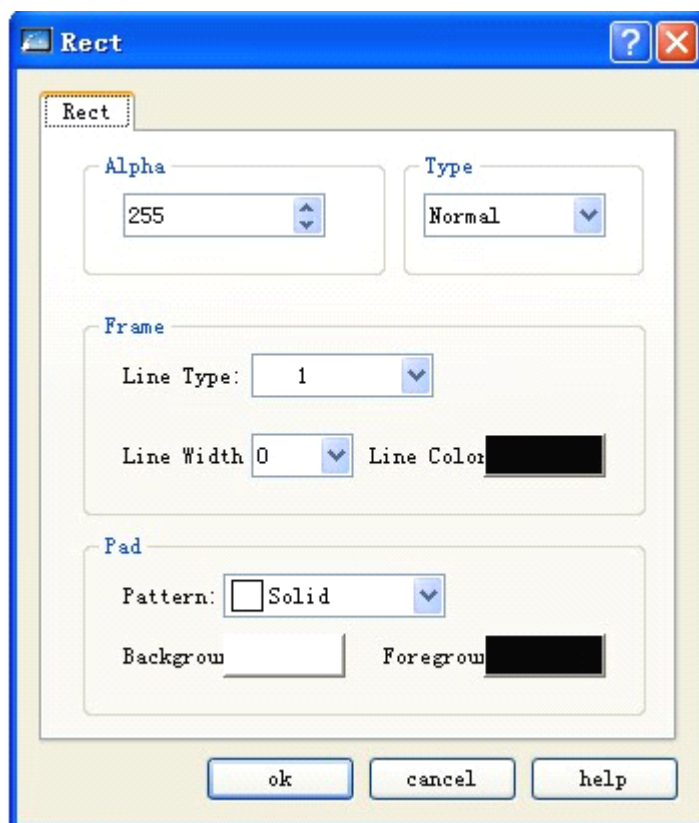 Rect
Rect
Alpha
Type
255
Normal
Frame
Line Type: 1
Line Width 0 Line Color
Pad
Pattern: Solid
Backgrou Foregrou
ok cancel help